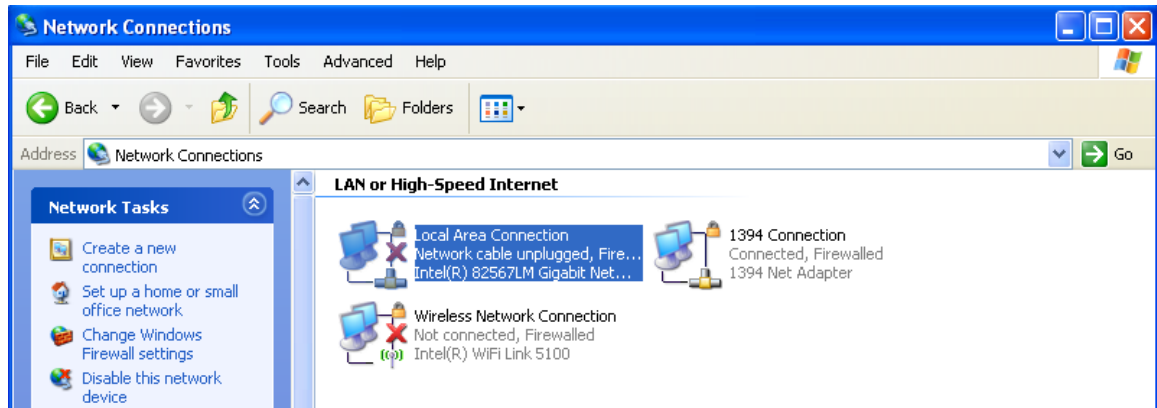 Network Connections
File Edit View Favorites Tools Advanced Help
Back Search Folders
Address Network Connections Go
Network Tasks
Create a new
connection
Set up a home or small
office network
Change Windows
Firewall settings
Disable this network
device
LAN or High-Speed Internet
Local Area Connection
Network cable unplugged, Fire...
Intel(R) 82567LM Gigabit Net...
1394 Connection
Connected, Firewalled
1394 Net Adapter
Wireless Network Connection
Not connected, Firewalled
Intel(R) WiFi Link 5100